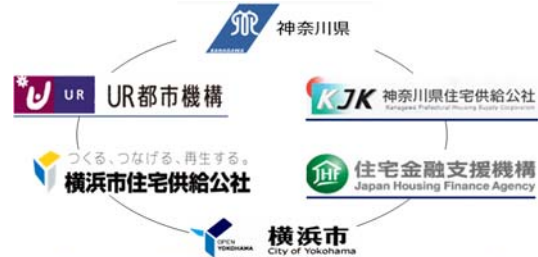 KANAGAWA
神奈川県
UR
UR都市機構
KJK 神奈川県住宅供給公社
Kanagawa Prefectural Housing Supply Corporation
つくる、つなげる、再生する。
横浜市住宅供給公社
JHF 住宅金融支援機構
Japan Housing Finance Agency
OPEN YOKOHAMA
横浜市
City of Yokohama